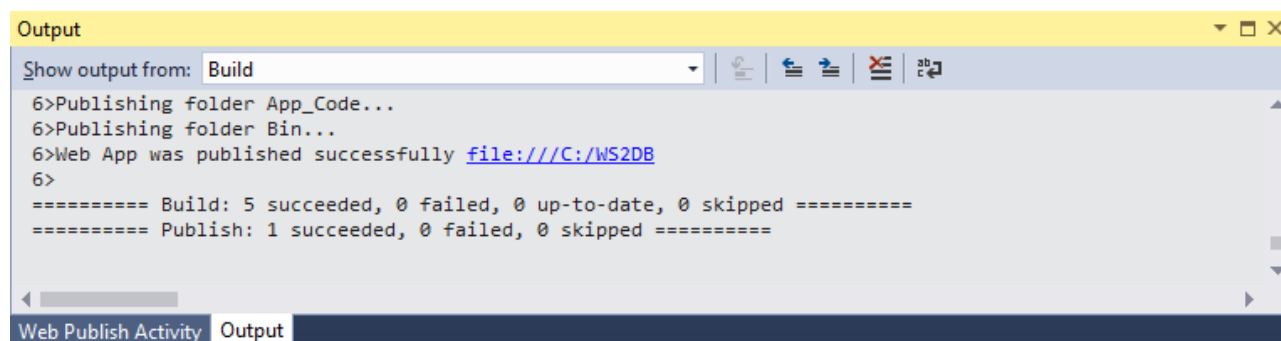 Output
Show output from: Build
6>Publishing folder App_Code...
6>Publishing folder Bin...
6>Web App was published successfully file:///C:/WS2DB
6>
========== Build: 5 succeeded, 0 failed, 0 up-to-date, 0 skipped ==========
========== Publish: 1 succeeded, 0 failed, 0 skipped ==========
Web Publish Activity Output